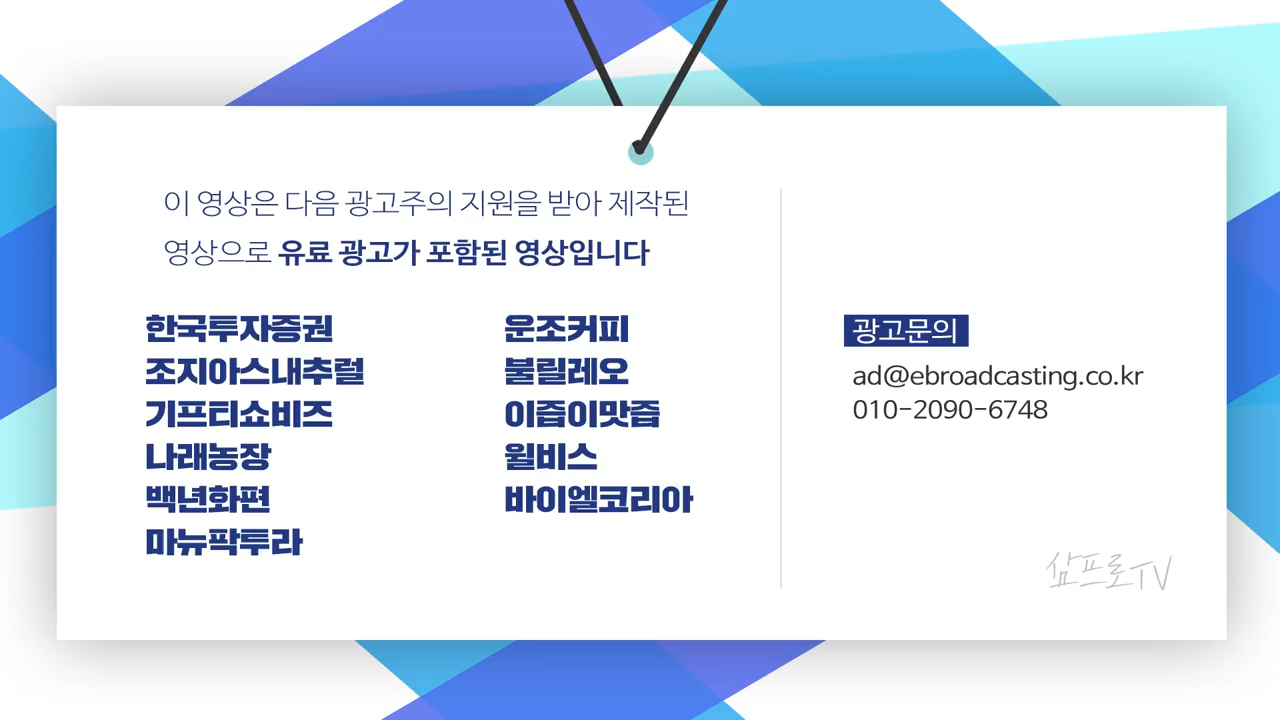 이 영상은 다음 광고주의 지원을 받아 제작된
영상으로 유료 광고가 포함된 영상입니다
한국투자증권
조지아스내추럴
기프티쇼비즈
나래농장
백년화편
마뉴팍투라
운조커피
불릴레오
이즙이맛즙
윌비스
바이엘코리아
광고문의
ad@ebroadcasting.co.kr
010-2090-6748
삼프로TV